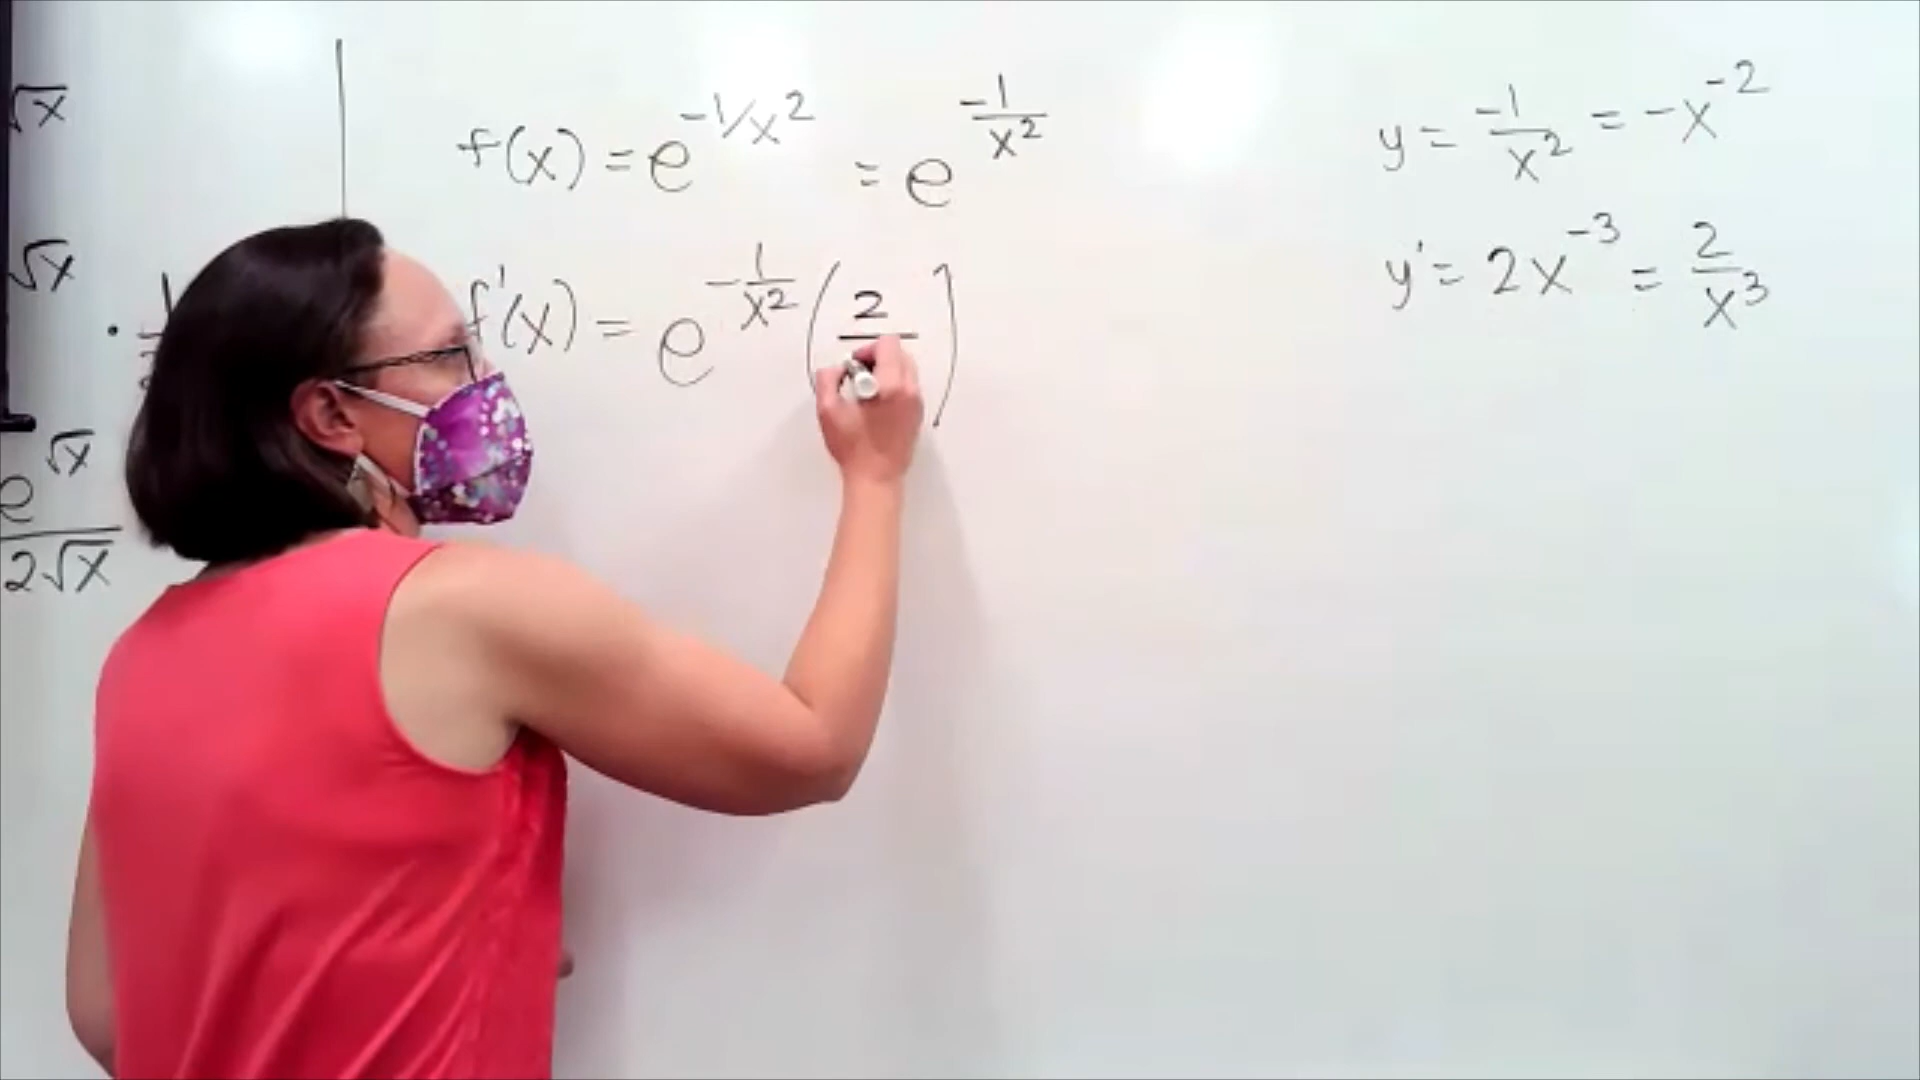 √x
√x
e^√x
2√x
f(x) = e^-1/x² = e^-1/x²
f'(x) = e^-1/x² (2
y = -1/x² = -x^-2
y' = 2x^-3 = 2/x³